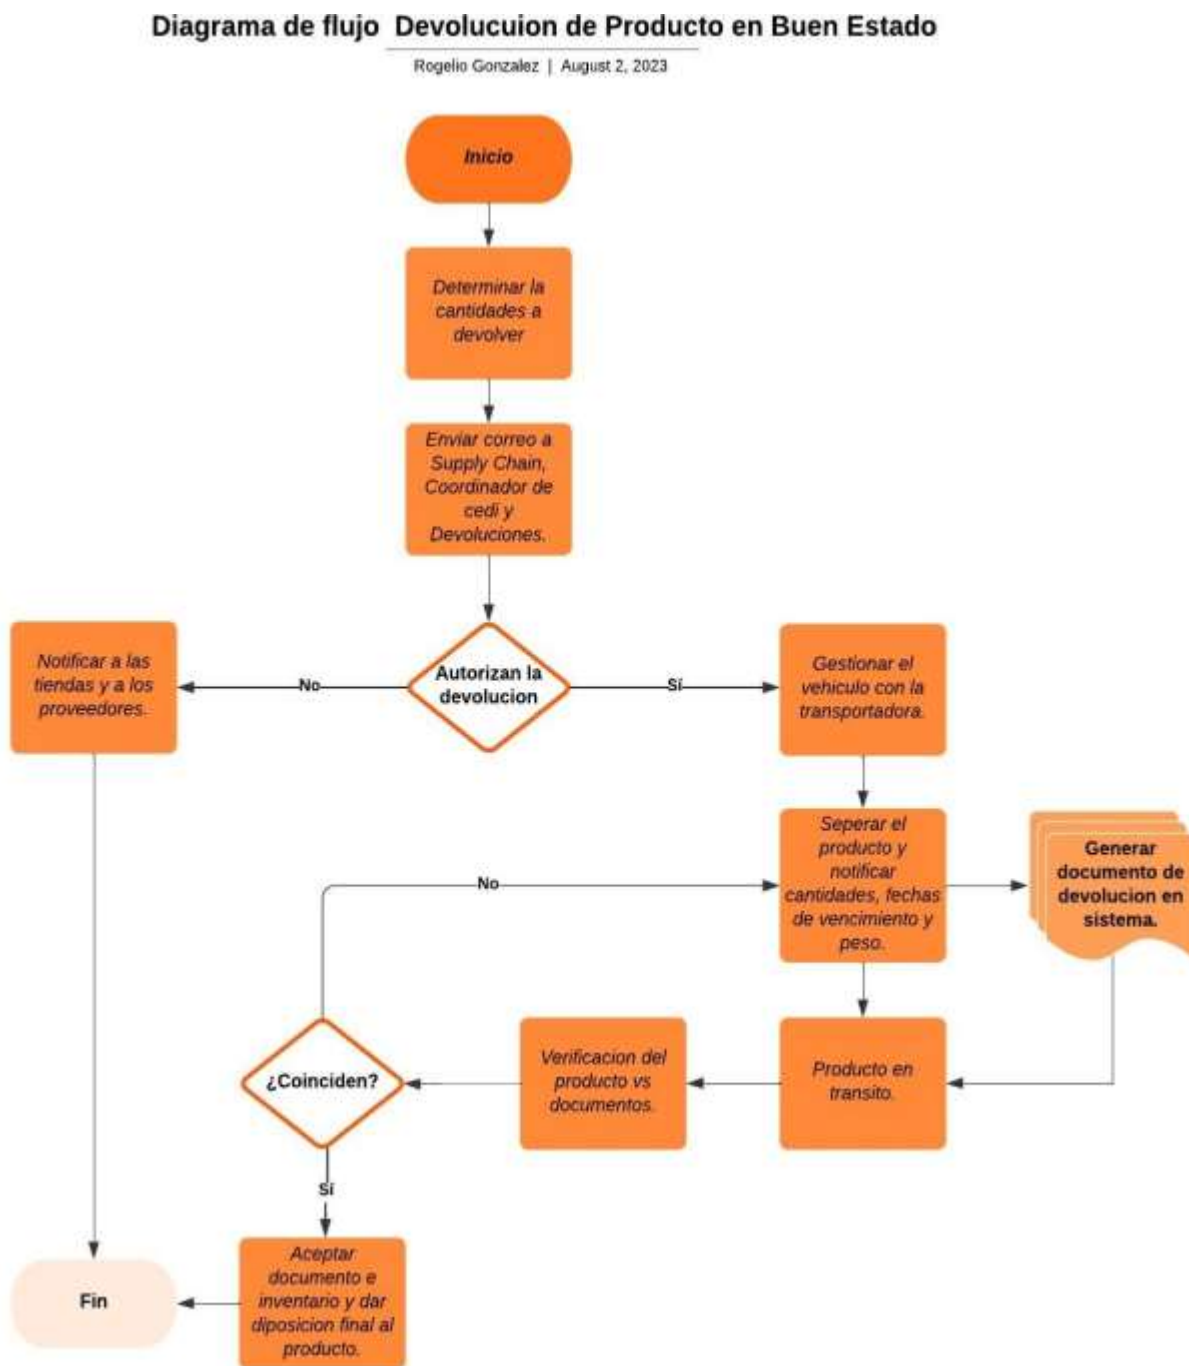 Diagrama de flujo Devolucuion de Producto en Buen Estado
Rogelio Gonzalez | August 2, 2023
Inicio
Determinar la
cantidades a
devolver
Enviar correo a
Supply Chain,
Coordinador de
cedi y
Devoluciones.
Autorizan la
devolucion
No
Sí
Notificar a las
tiendas y a los
proveedores.
Gestionar el
vehiculo con la
transportadora.
Seperar el
producto y
notificar
cantidades, fechas
de vencimiento y
peso.
Generar
documento de
devolucion en
sistema.
No
Producto en
transito.
Verificacion del
producto vs
documentos.
¿Coinciden?
Sí
Aceptar
documento e
inventario y dar
diposicion final al
producto.
Fin